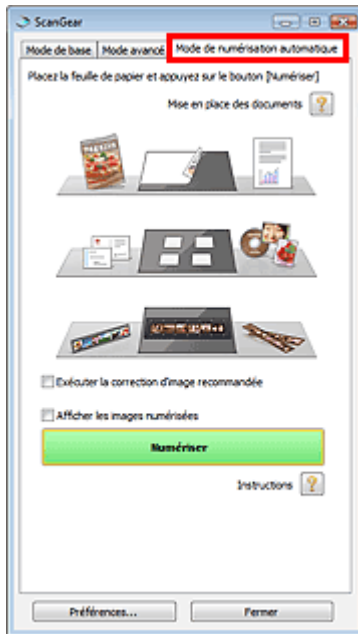 ScanGear
Mode de base Mode avancé Mode de numérisation automatique
Placez la feuille de papier et appuyez sur le bouton [Numériser]
Mise en place des documents ?
Exécuter la correction d'image recommandée
Afficher les images numérisées
Numériser
Instructions ?
Préférences... Fermer